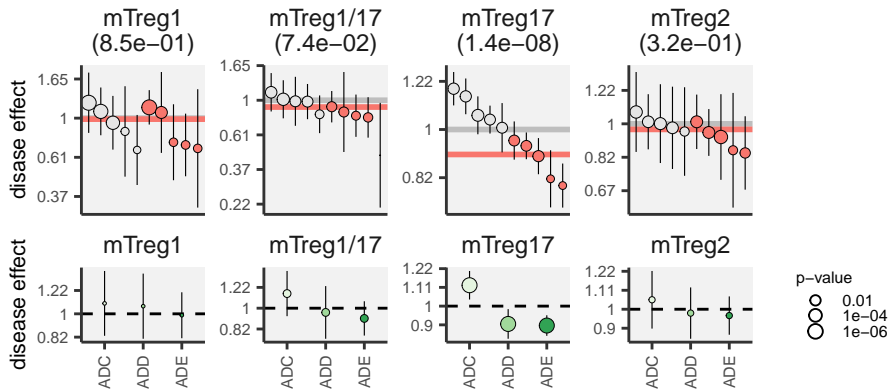 mTreg1 mTreg1/17 mTreg17 mTreg2
(8.5e−01) (7.4e−02) (1.4e−08) (3.2e−01)
disase effect
1.65 1 0.61 0.37
1.65 1 0.61 0.37 0.22
1.22 1 0.82
1.22 1 0.82 0.67
mTreg1 mTreg1/17 mTreg17 mTreg2
disease effect
1.22 1 0.82
1.22 1 0.82
1.22 1.11 1 0.9
1.22 1.11 1 0.9
ADC ADD ADE ADC ADD ADE ADC ADD ADE ADC ADD ADE
p−value
0.01
1e−04
1e−06